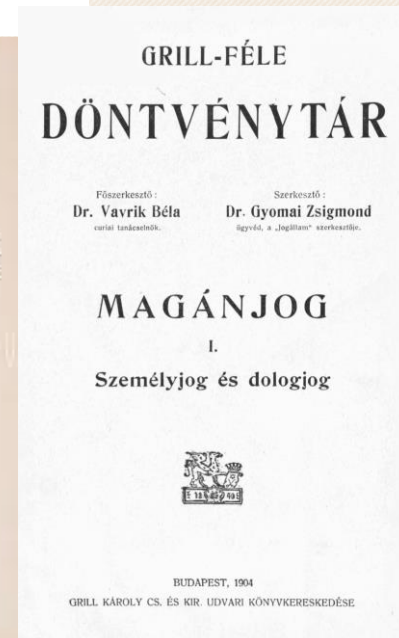 GRILL-FÉLE
DÖNTVÉNYTÁR
Főszerkesztő :
Dr. Vavrik Béla
curiai tanácselnök.
Szerkesztő :
Dr. Gyomai Zsigmond
ügyvéd, a „Jogállam" szerkesztője.
MAGÁNJOG
I.
Személyjog és dologjog
BUDAPEST, 1904
GRILL KÁROLY CS. ÉS KIR. UDVARI KÖNYVKERESKEDÉSE